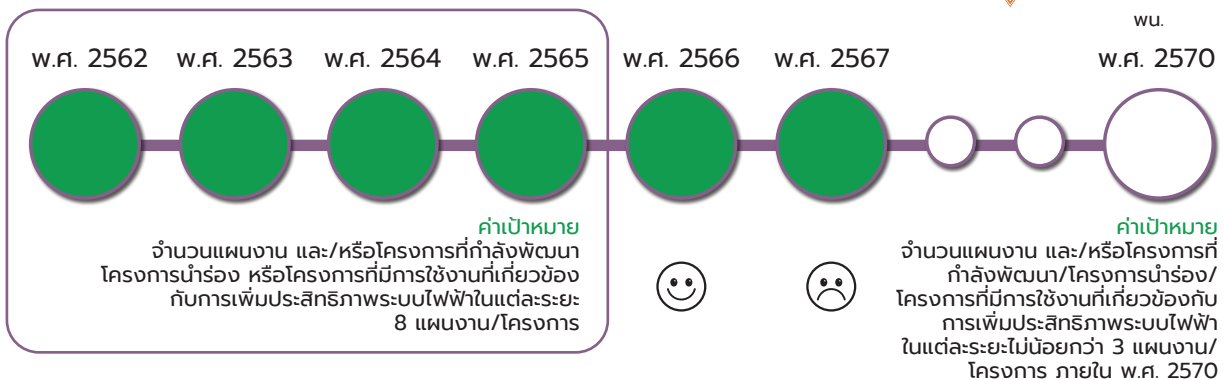 พน.
พ.ศ. 2562 พ.ศ. 2563 พ.ศ. 2564 พ.ศ. 2565 พ.ศ. 2566 พ.ศ. 2567 พ.ศ. 2570
ค่าเป้าหมาย
จำนวนแผนงาน และ/หรือโครงการที่กำลังพัฒนา
โครงการนำร่อง หรือโครงการที่มีการใช้งานที่เกี่ยวข้อง
กับการเพิ่มประสิทธิภาพระบบไฟฟ้าในแต่ละระยะ
8 แผนงาน/โครงการ
ค่าเป้าหมาย
จำนวนแผนงาน และ/หรือโครงการที่
กำลังพัฒนา/โครงการนำร่อง/
โครงการที่มีการใช้งานที่เกี่ยวข้องกับ
การเพิ่มประสิทธิภาพระบบไฟฟ้า
ในแต่ละระยะไม่น้อยกว่า 3 แผนงาน/
โครงการ ภายใน พ.ศ. 2570